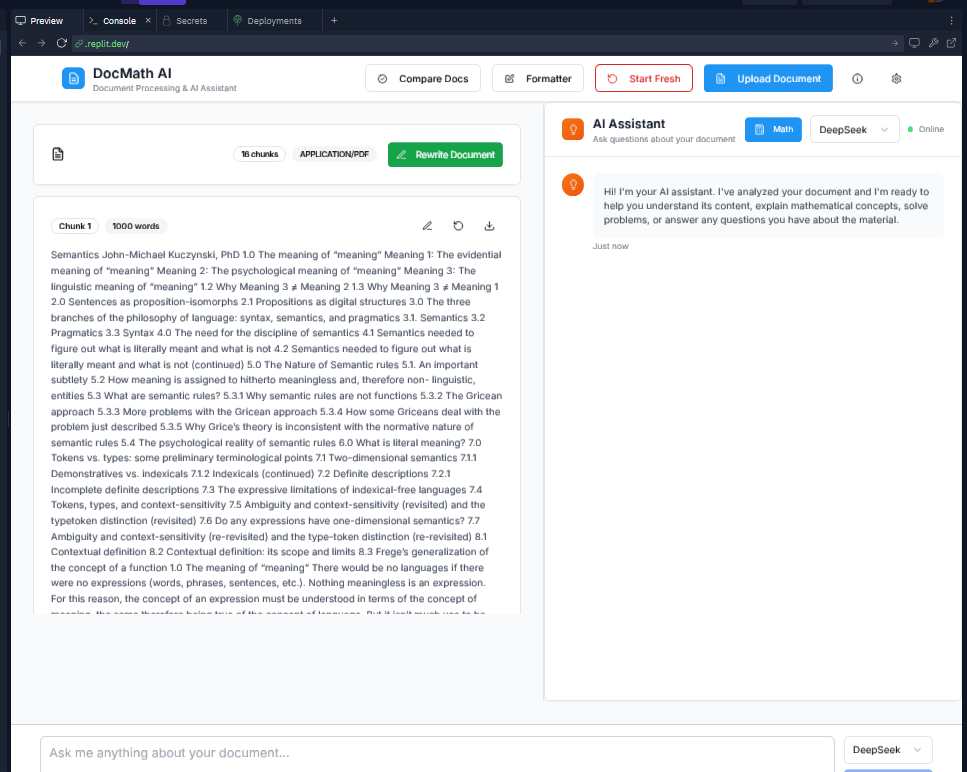 Preview
Console ×
Secrets
Deployments
+
.replit.dev/
DocMath AI
Document Processing & AI Assistant
Compare Docs
Formatter
Start Fresh
Upload Document
16 chunks
APPLICATION/PDF
Rewrite Document
Chunk 1
1000 words
Semantics John-Michael Kuczynski, PhD 1.0 The meaning of “meaning” Meaning 1: The evidential
meaning of “meaning” Meaning 2: The psychological meaning of “meaning” Meaning 3: The
linguistic meaning of “meaning” 1.2 Why Meaning 3 ≠ Meaning 2 1.3 Why Meaning 3 ≠ Meaning 1
2.0 Sentences as proposition-isomorphs 2.1 Propositions as digital structures 3.0 The three
branches of the philosophy of language: syntax, semantics, and pragmatics 3.1. Semantics 3.2
Pragmatics 3.3 Syntax 4.0 The need for the discipline of semantics 4.1 Semantics needed to
figure out what is literally meant and what is not 4.2 Semantics needed to figure out what is
literally meant and what is not (continued) 5.0 The Nature of Semantic rules 5.1. An important
subtlety 5.2 How meaning is assigned to hitherto meaningless and, therefore non- linguistic,
entities 5.3 What are semantic rules? 5.3.1 Why semantic rules are not functions 5.3.2 The Gricean
approach 5.3.3 More problems with the Gricean approach 5.3.4 How some Griceans deal with the
problem just described 5.3.5 Why Grice’s theory is inconsistent with the normative nature of
semantic rules 5.4 The psychological reality of semantic rules 6.0 What is literal meaning? 7.0
Tokens vs. types: some preliminary terminological points 7.1 Two-dimensional semantics 7.1.1
Demonstratives vs. indexicals 7.1.2 Indexicals (continued) 7.2 Definite descriptions 7.2.1
Incomplete definite descriptions 7.3 The expressive limitations of indexical-free languages 7.4
Tokens, types, and context-sensitivity 7.5 Ambiguity and context-sensitivity (revisited) and the
typetoken distinction (revisited) 7.6 Do any expressions have one-dimensional semantics? 7.7
Ambiguity and context-sensitivity (re-revisited) and the type-token distinction (re-revisited) 8.1
Contextual definition 8.2 Contextual definition: its scope and limits 8.3 Frege’s generalization of
the concept of a function 1.0 The meaning of “meaning” There would be no languages if there
were no expressions (words, phrases, sentences, etc.). Nothing meaningless is an expression.
For this reason, the concept of an expression must be understood in terms of the concept of
meaning, the same therefore being true of the concept of language. But it isn’t much use to be
AI Assistant
Ask questions about your document
Math
DeepSeek
Online
Hi! I'm your AI assistant. I've analyzed your document and I'm ready to
help you understand its content, explain mathematical concepts, solve
problems, or answer any questions you have about the material.
Just now
Ask me anything about your document...
DeepSeek